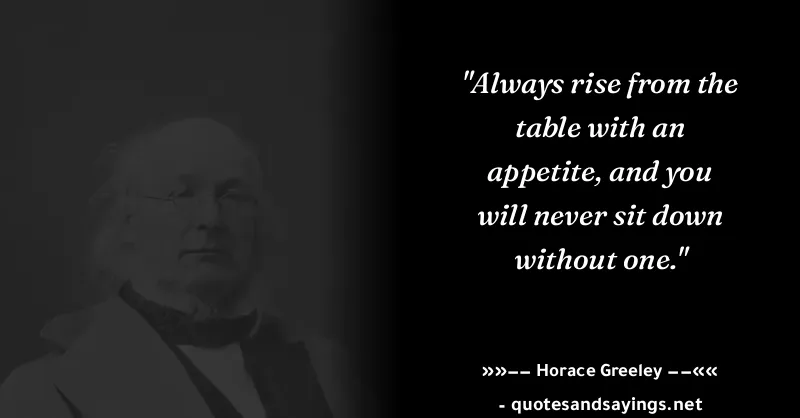 "Always rise from the
table with an
appetite, and you
will never sit down
without one."
»»–– Horace Greeley ––««
- quotesandsayings.net